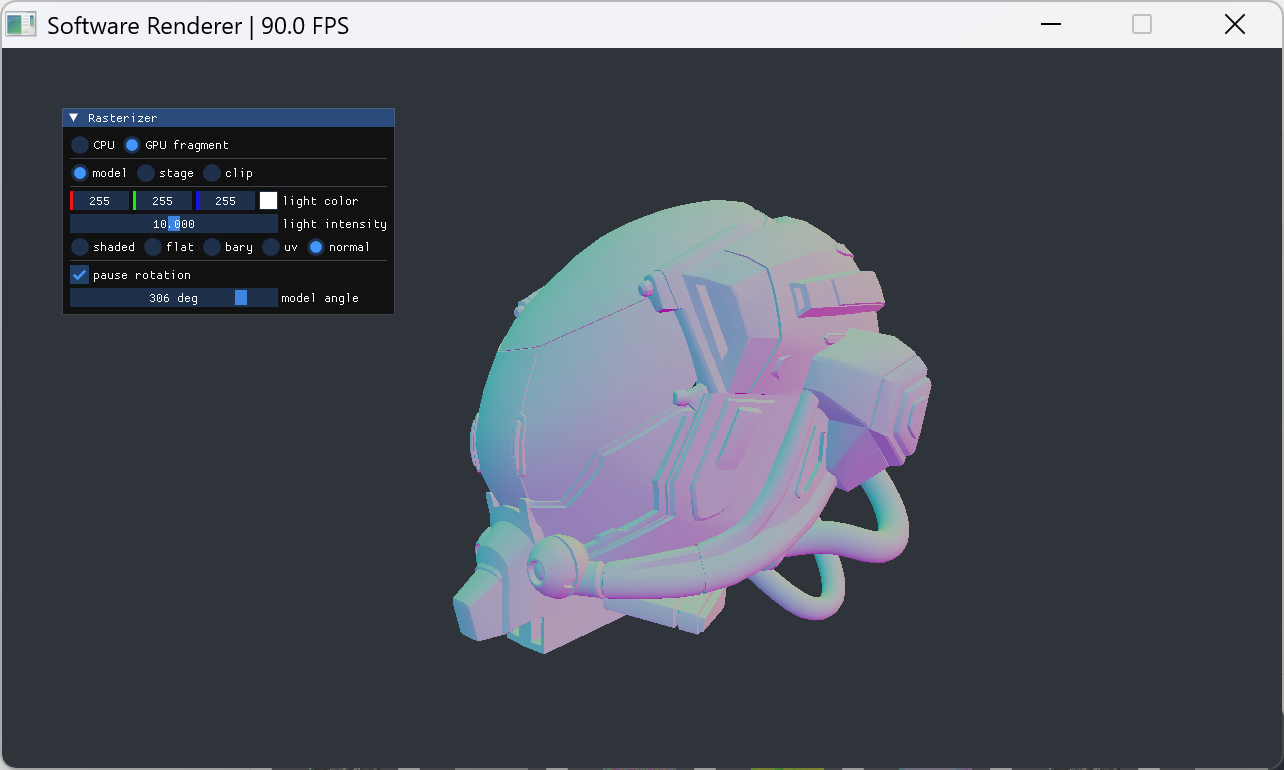 Software Renderer | 90.0 FPS
Rasterizer
CPU GPU fragment
model stage clip
255 255 255 light color
10.000 light intensity
shaded flat bary uv normal
pause rotation
306 deg model angle